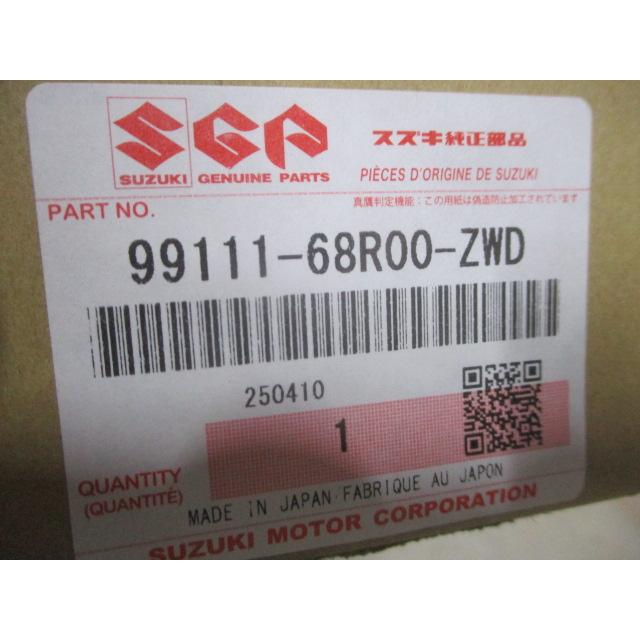 SGP スズキ純正部品
SUZUKI GENUINE PARTS PIÈCES D'ORIGINE DE SUZUKI
PART NO. 真贋判定機能:この用紙は偽造防止加工されています
99111-68R00-ZWD
250410
1
QUANTITY
(QUANTITÉ)
MADE IN JAPAN/FABRIQUE AU JAPON
SUZUKI MOTOR CORPORATION